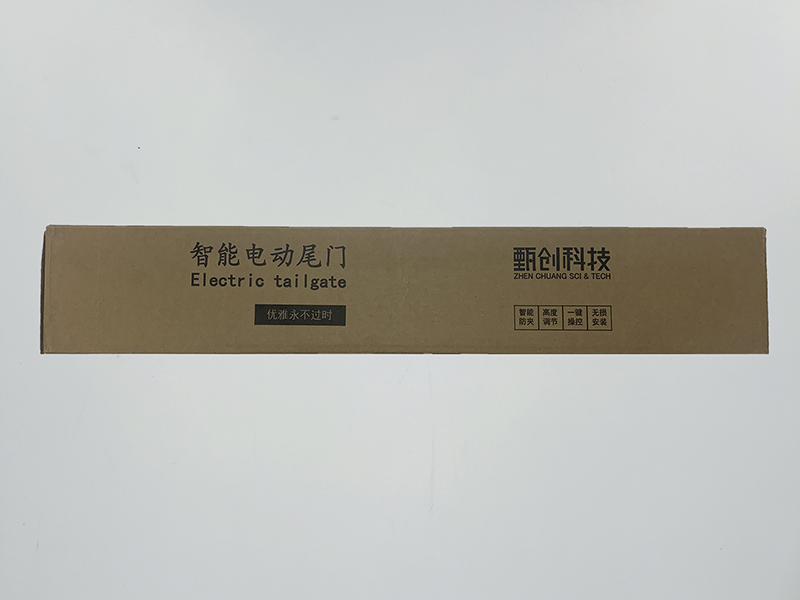 智能电动尾门
Electric tailgate
优雅永不过时
甄创科技
ZHEN CHUANG SCI & TECH
智能 高度 一键 无损
防夹 调节 操控 安装